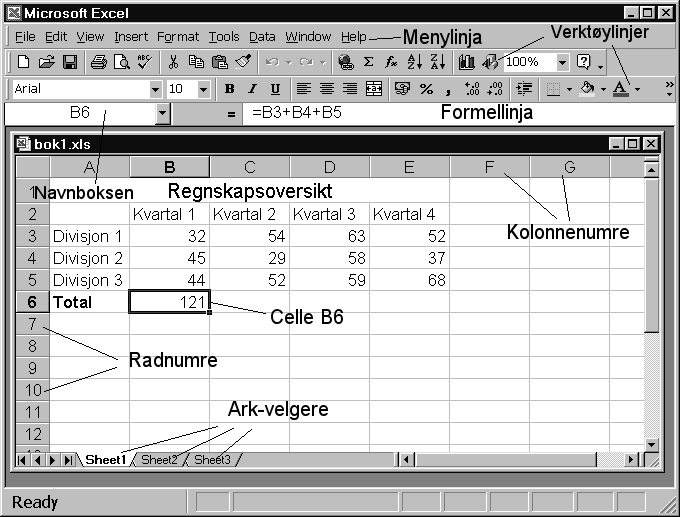 Microsoft Excel
File Edit View Insert Format Tools Data Window Help Menylinja Verktøylinjer
Σ fx 100% ?
Arial 10 B I U % , A »
B6 = =B3+B4+B5 Formellinja
bok1.xls
A B C D E F G
1 Navnboksen Regnskapsoversikt
2 Kvartal 1 Kvartal 2 Kvartal 3 Kvartal 4
Kolonnenumre
3 Divisjon 1 32 54 63 52
4 Divisjon 2 45 29 58 37
5 Divisjon 3 44 52 59 68
6 Total 121
Celle B6
7
8
Radnumre
9
10
11 Ark-velgere
12
Sheet1 Sheet2 Sheet3
Ready